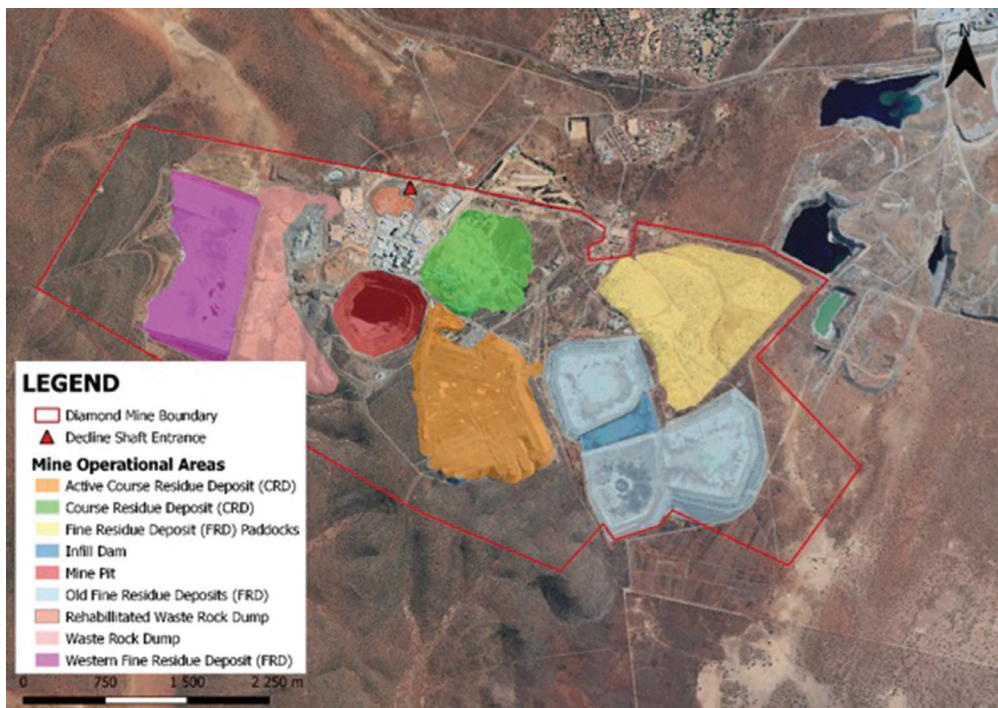 N
LEGEND
Diamond Mine Boundary
Decline Shaft Entrance
Mine Operational Areas
Active Course Residue Deposit (CRD)
Course Residue Deposit (CRD)
Fine Residue Deposit (FRD) Paddocks
Infill Dam
Mine Pit
Old Fine Residue Deposits (FRD)
Rehabillitated Waste Rock Dump
Waste Rock Dump
Western Fine Residue Deposit (FRD)
0 750 1 500 2 250 m